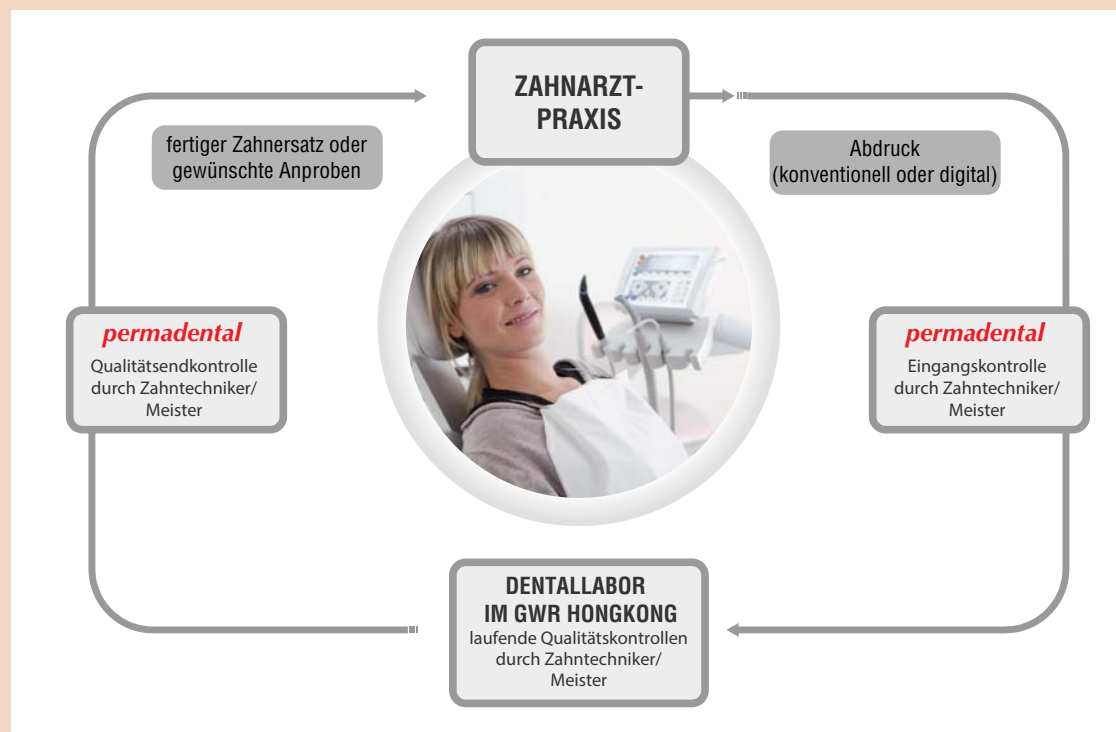 ZAHNARZT-
PRAXIS
fertiger Zahnersatz oder
gewünschte Anproben
Abdruck
(konventionell oder digital)
permadental
Qualitätsendkontrolle
durch Zahntechniker/
Meister
permadental
Eingangskontrolle
durch Zahntechniker/
Meister
DENTALLABOR
IM GWR HONGKONG
laufende Qualitätskontrollen
durch Zahntechniker/
Meister